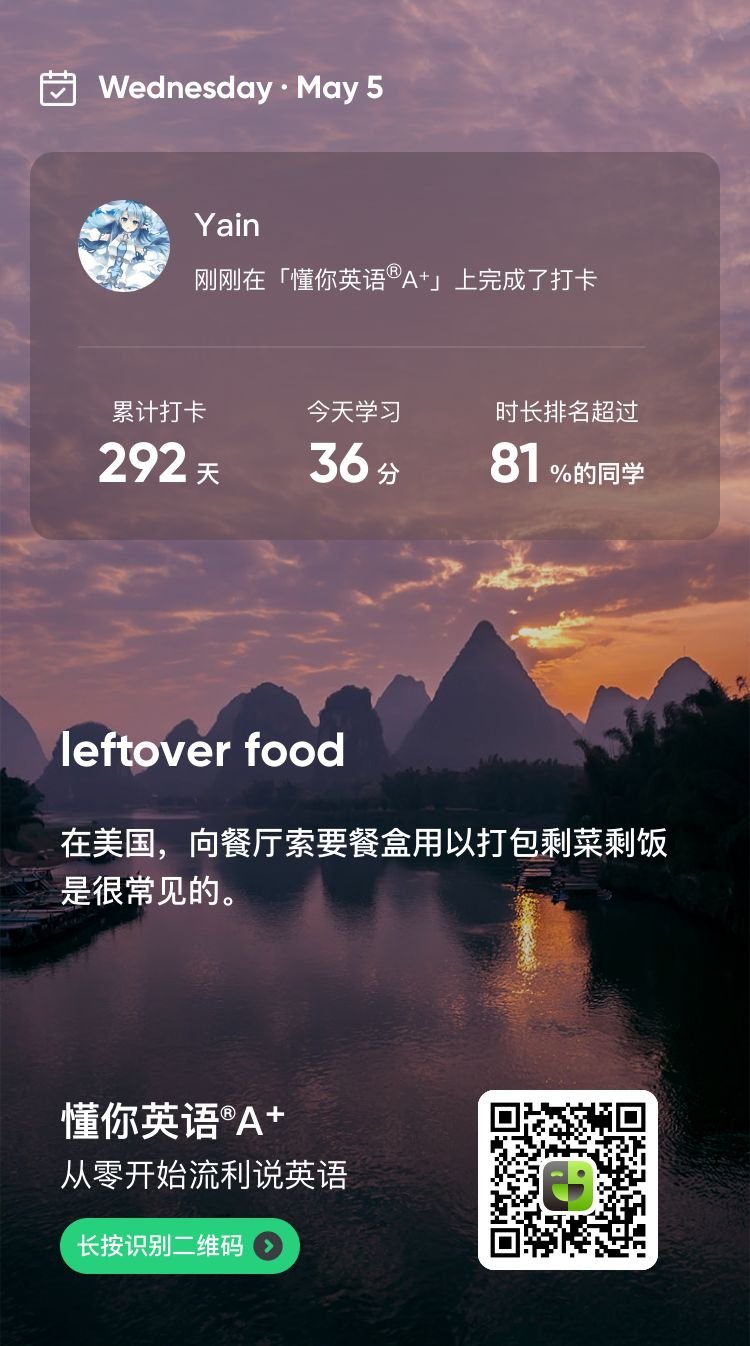 Wednesday · May 5
Yain
刚刚在「懂你英语®A⁺」上完成了打卡
累计打卡 今天学习 时长排名超过
292 天 36 分 81 %的同学
leftover food
在美国，向餐厅索要餐盒用以打包剩菜剩饭
是很常见的。
懂你英语®A⁺
从零开始流利说英语
长按识别二维码